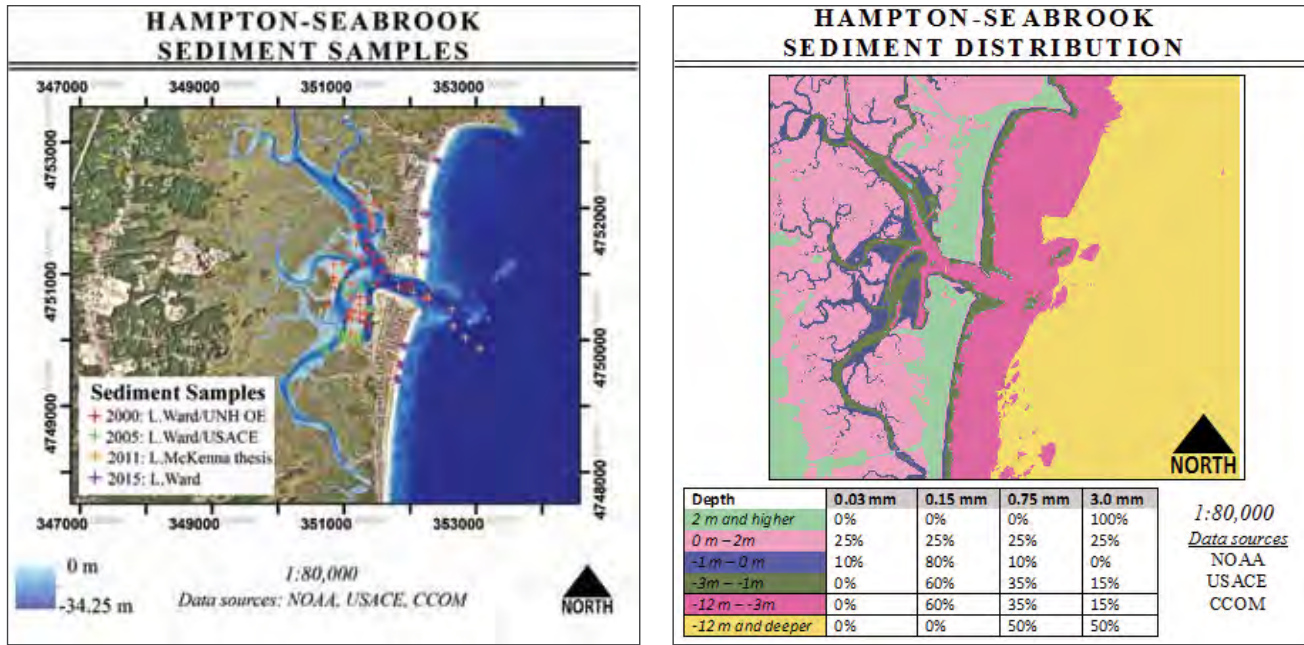 HAMPTON-SEABROOK
SEDIMENT SAMPLES
347000 349000 351000 353000
4753000
4751000
4749000
4752000
4750000
4748000
Sediment Samples
2000: L.Ward/UNH OE
2005: L.Ward/USACE
2011: L.McKenna thesis
2015: L.Ward
347000 349000 351000 353000
0 m
-34.25 m
1:80,000
Data sources: NOAA, USACE, CCOM
NORTH
HAMPTON-SEABROOK
SEDIMENT DISTRIBUTION
NORTH
Depth 0.03 mm 0.15 mm 0.75 mm 3.0 mm
2 m and higher 0% 0% 0% 100%
0 m – 2m 25% 25% 25% 25%
-1 m – 0 m 10% 80% 10% 0%
-3m – -1m 0% 60% 35% 15%
-12 m – -3m 0% 60% 35% 15%
-12 m and deeper 0% 0% 50% 50%
1:80,000
Data sources
NOAA
USACE
CCOM